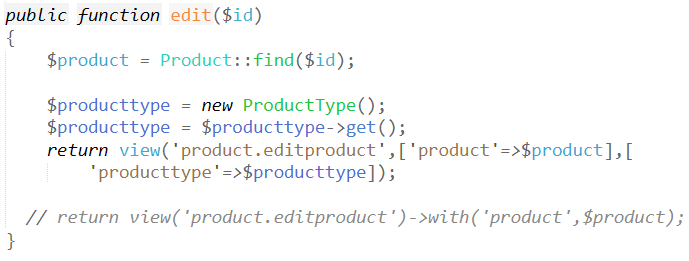 public function edit($id)
{
$product = Product::find($id);
$producttype = new ProductType();
$producttype = $producttype->get();
return view('product.editproduct',['product'=>$product],[
'producttype'=>$producttype]);
// return view('product.editproduct')->with('product',$product);
}